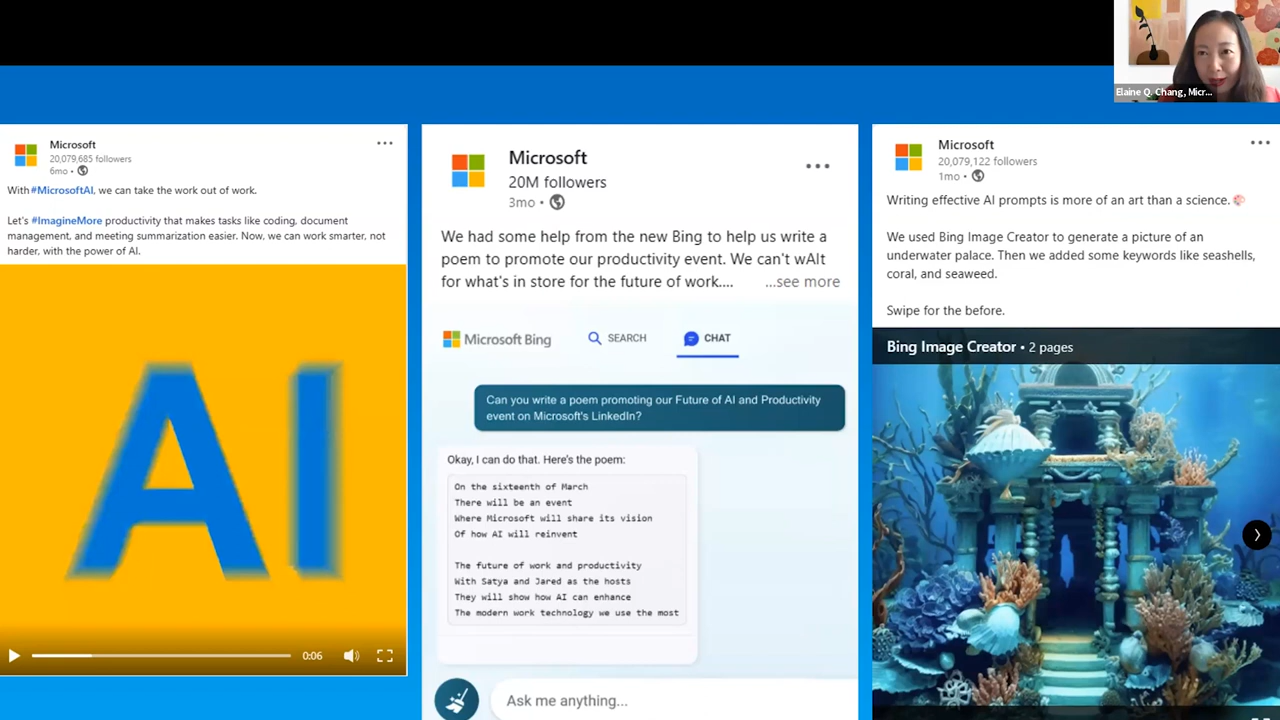 Elaine Q. Chang, Micr...
Microsoft
20,079,685 followers
6mo •
With #MicrosoftAI, we can take the work out of work.
Let's #ImagineMore productivity that makes tasks like coding, document
management, and meeting summarization easier. Now, we can work smarter, not
harder, with the power of AI.
AI
0:06
Microsoft
20M followers
3mo •
We had some help from the new Bing to help us write a
poem to promote our productivity event. We can't wAIt
for what's in store for the future of work.... ...see more
Microsoft Bing SEARCH CHAT
Can you write a poem promoting our Future of AI and Productivity
event on Microsoft's LinkedIn?
Okay, I can do that. Here's the poem:
On the sixteenth of March
There will be an event
Where Microsoft will share its vision
Of how AI will reinvent
The future of work and productivity
With Satya and Jared as the hosts
They will show how AI can enhance
The modern work technology we use the most
Ask me anything...
Microsoft
20,079,122 followers
1mo •
Writing effective AI prompts is more of an art than a science.
We used Bing Image Creator to generate a picture of an
underwater palace. Then we added some keywords like seashells,
coral, and seaweed.
Swipe for the before.
Bing Image Creator • 2 pages